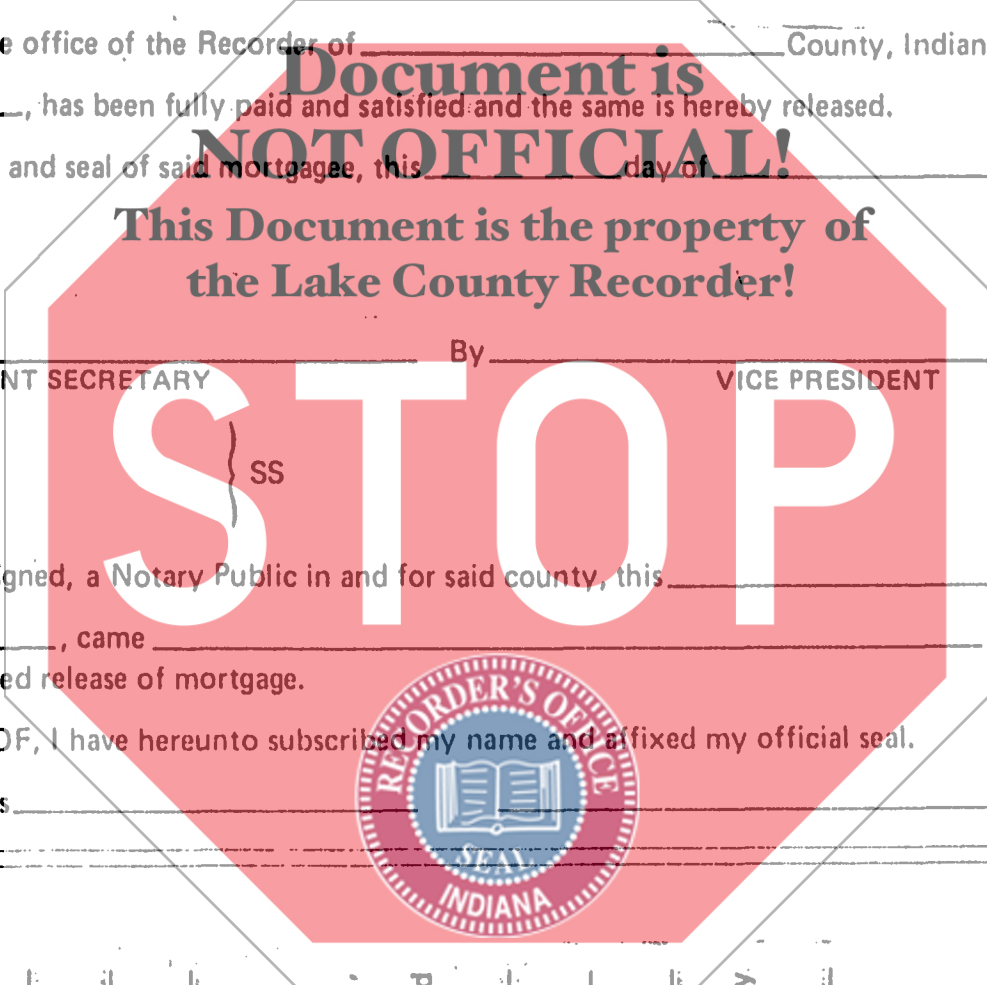 e office of the Recorder of County, Indian
Document is
, has been fully paid and satisfied and the same is hereby released.
NOT OFFICIAL!
and seal of said mortgagee, this day of
This Document is the property of
the Lake County Recorder!
By
NT SECRETARY VICE PRESIDENT
STOP
SS
gned, a Notary Public in and for said county, this
, came
ed release of mortgage.
RECORDER'S OFFICE
OF, I have hereunto subscribed my name and affixed my official seal.
s
SEAL
INDIANA